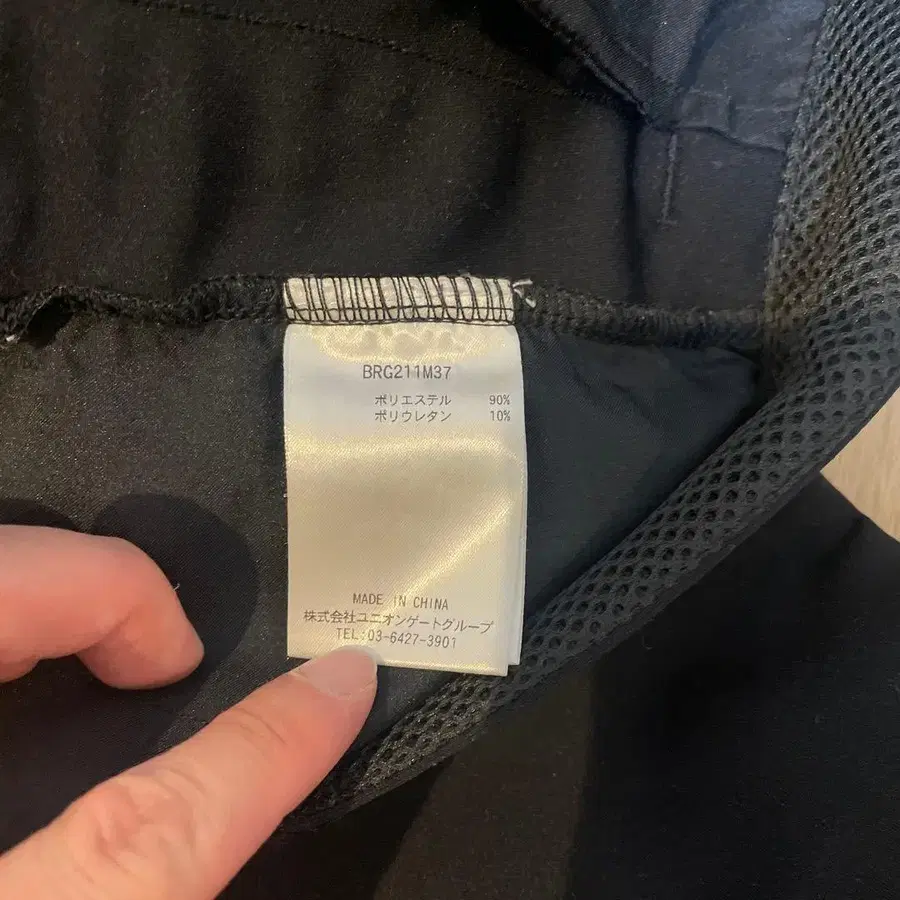 BRG211M37
ポリエステル 90%
ポリウレタン 10%
MADE IN CHINA
株式会社ユニオンゲートグループ
TEL:03-6427-3901